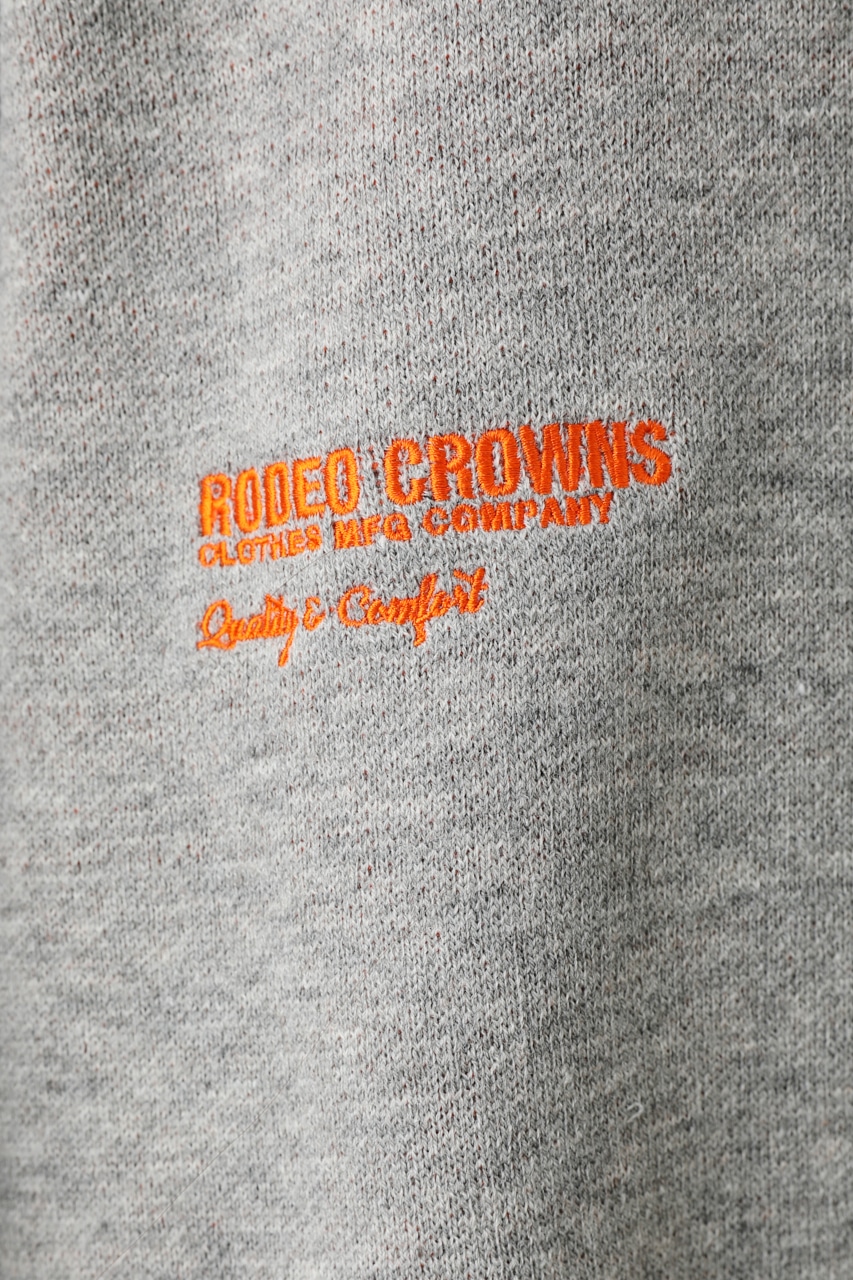 RODEO CROWNS
CLOTHES MFG COMPANY
Quality & Comfort